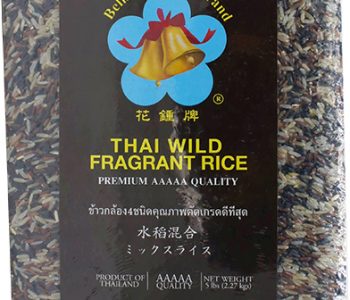 ®
花鍾牌
THAI WILD
FRAGRANT RICE
PREMIUM AAAAA QUALITY
ข้าวกล้อง4ชนิดคุณภาพคัดเกรดดีที่สุด
水稻混合
ミックスライス
PRODUCT OF
THAILAND
AAAAA
QUALITY
NET WEIGHT
5 lbs (2.27 kg)